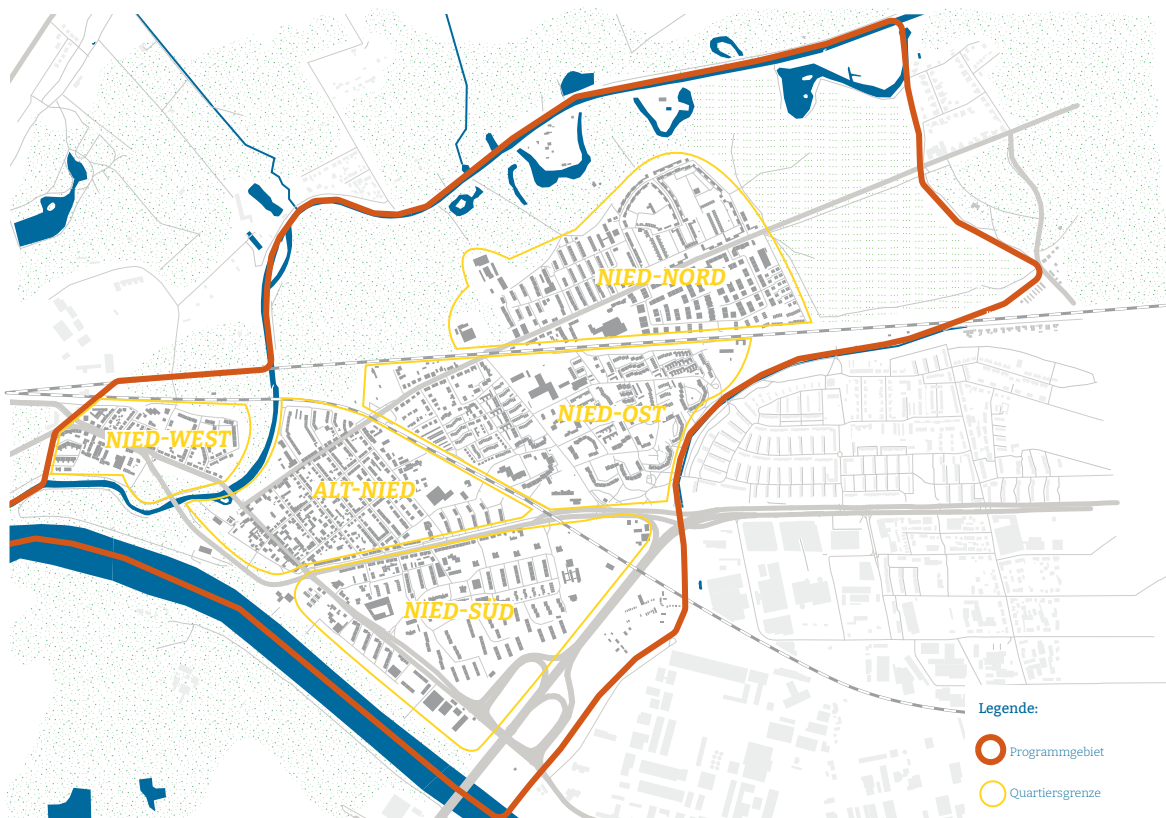 NIED-NORD
NIED-OST
NIED-WEST
ALT-NIED
NIED-SÜD
Legende:
Programmgebiet
Quartiersgrenze